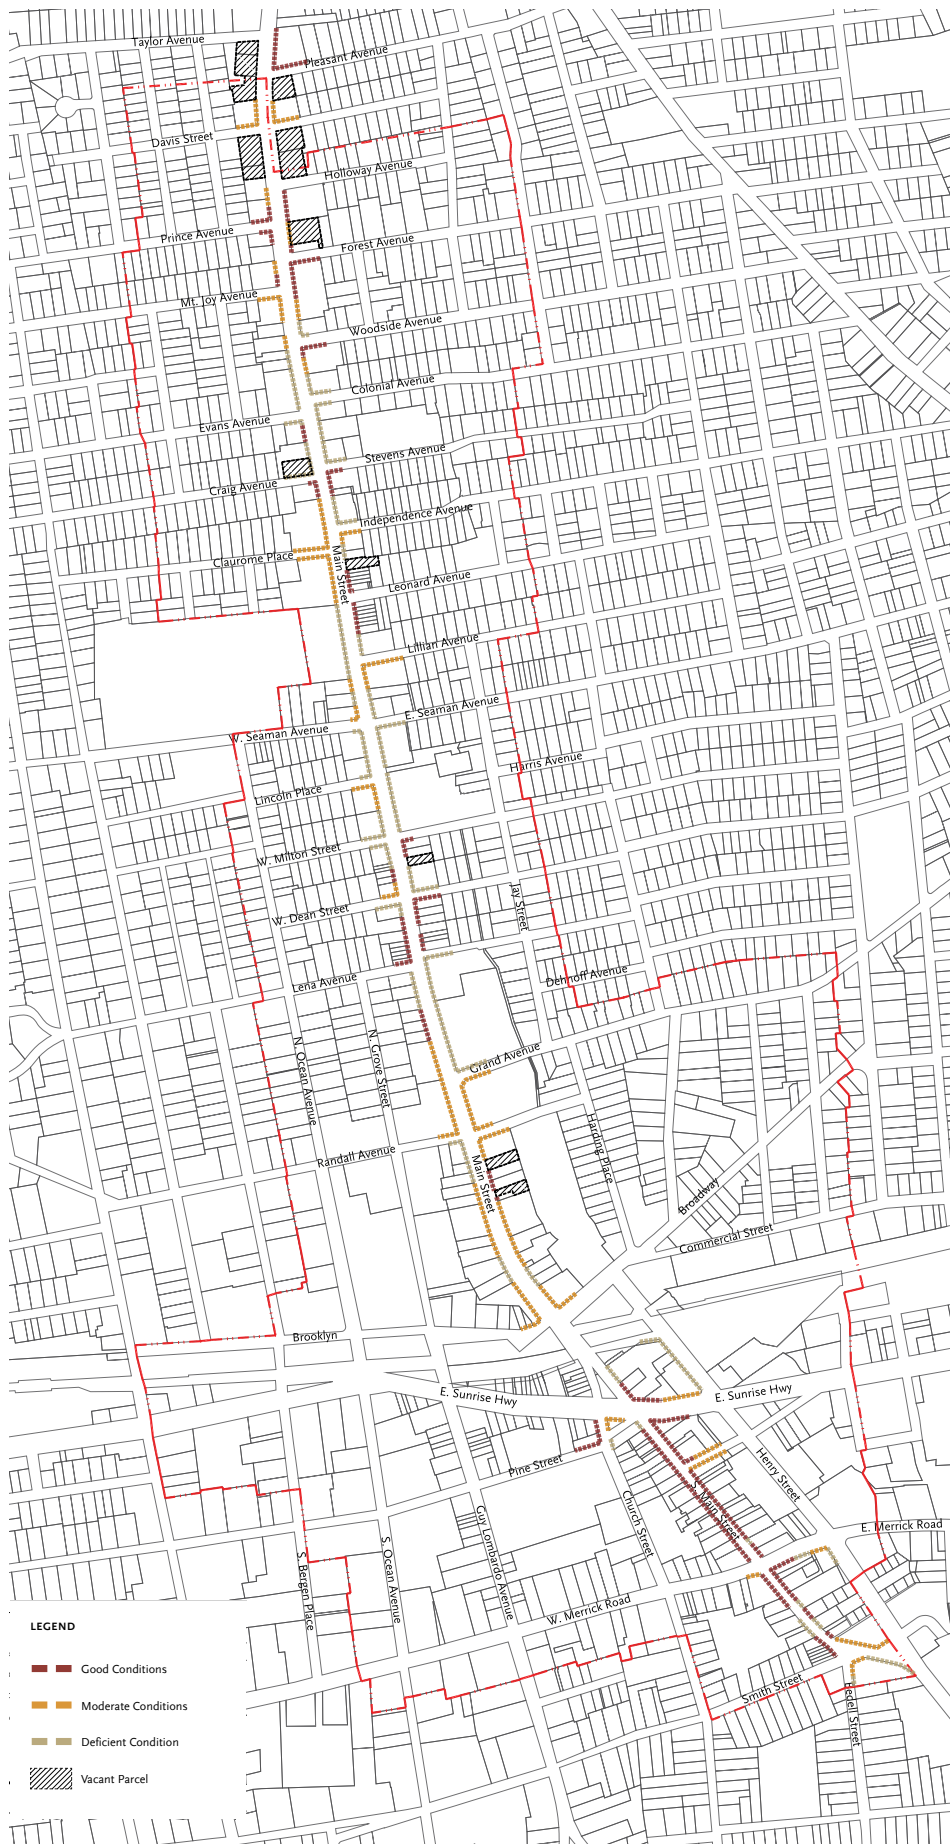 Taylor Avenue
Pleasant Avenue
Davis Street
Holloway Avenue
Prince Avenue
Forest Avenue
Mt. Joy Avenue
Woodside Avenue
Colonial Avenue
Evans Avenue
Stevens Avenue
Craig Avenue
Independence Avenue
Claurome Place
Main Street
Leonard Avenue
Lillian Avenue
E. Seaman Avenue
W. Seaman Avenue
Harris Avenue
Lincoln Place
W. Milton Street
Jay Street
W. Dean Street
Lena Avenue
Dehnoff Avenue
N. Ocean Avenue
N. Grove Street
Grand Avenue
Harding Place
Randall Avenue
Main Street
Broadway
Commercial Street
Brooklyn
E. Sunrise Hwy
E. Sunrise Hwy
Pine Street
Henry Street
S. Main Street
Church Street
Guy Lombardo Avenue
E. Merrick Road
S. Bergen Place
S. Ocean Avenue
W. Merrick Road
Smith Street
Bedell Street
LEGEND
Good Conditions
Moderate Conditions
Deficient Condition
Vacant Parcel